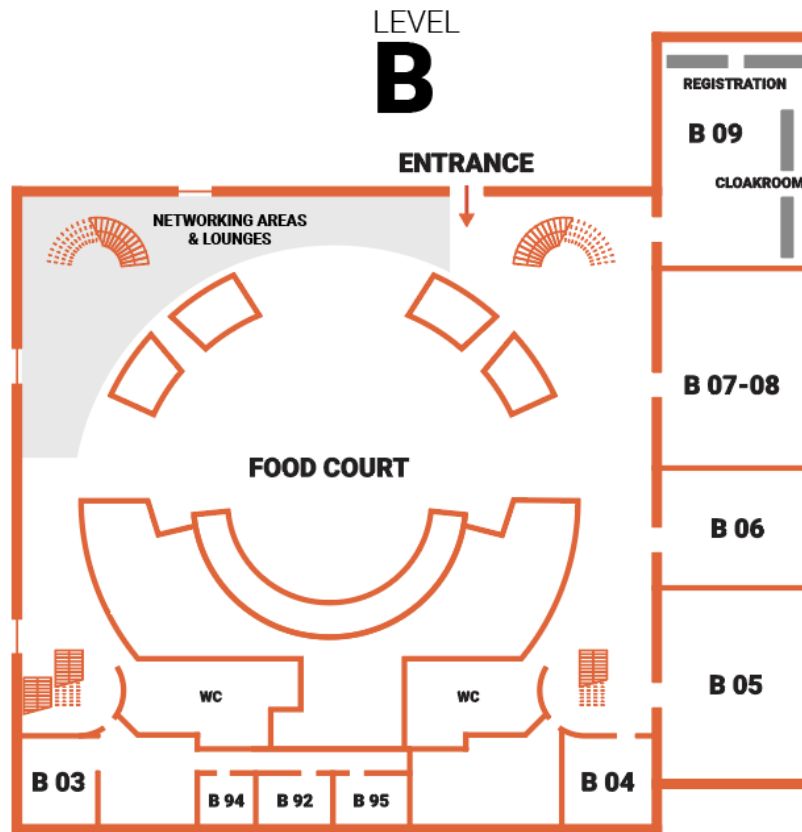 LEVEL
B
REGISTRATION
B 09
ENTRANCE
CLOAKROOM
NETWORKING AREAS
& LOUNGES
B 07-08
FOOD COURT
B 06
B 05
WC
WC
B 03
B 04
B 94
B 92
B 95